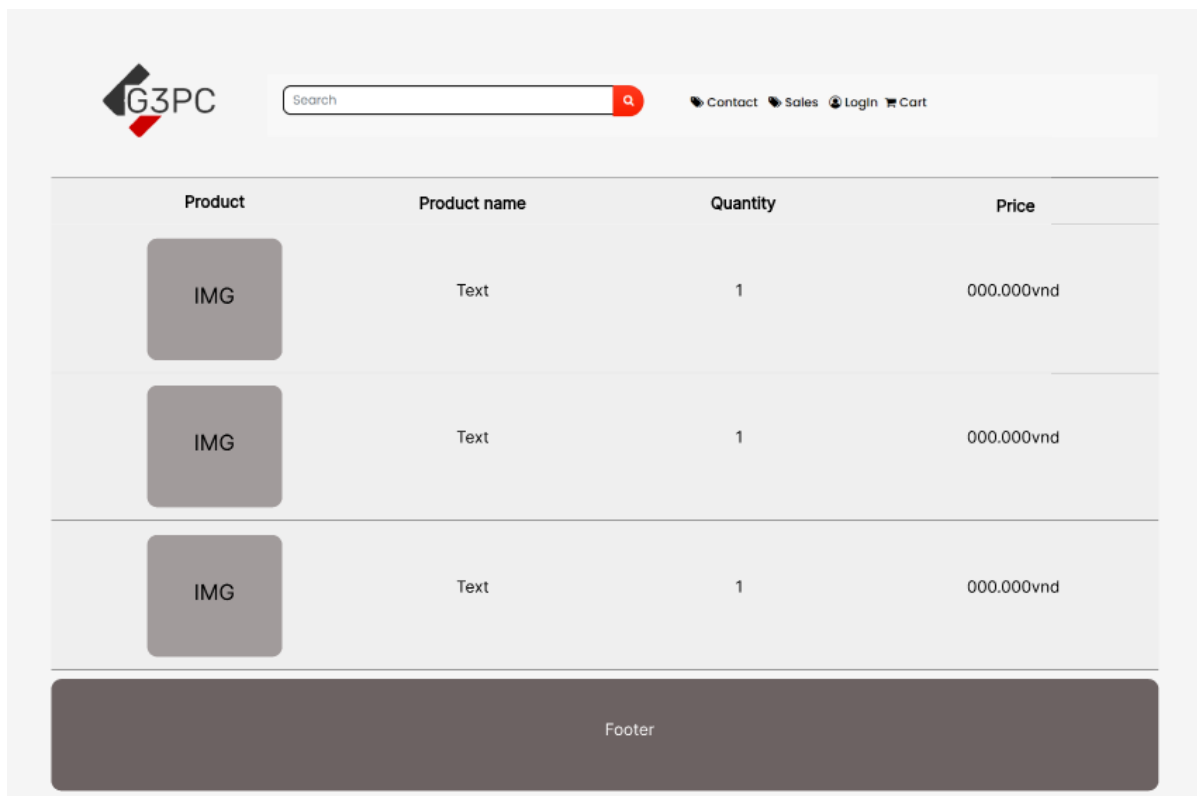 G3PC
Search
Contact Sales LogIn Cart
Product Product name Quantity Price
IMG Text 1 000.000vnd
IMG Text 1 000.000vnd
IMG Text 1 000.000vnd
Footer